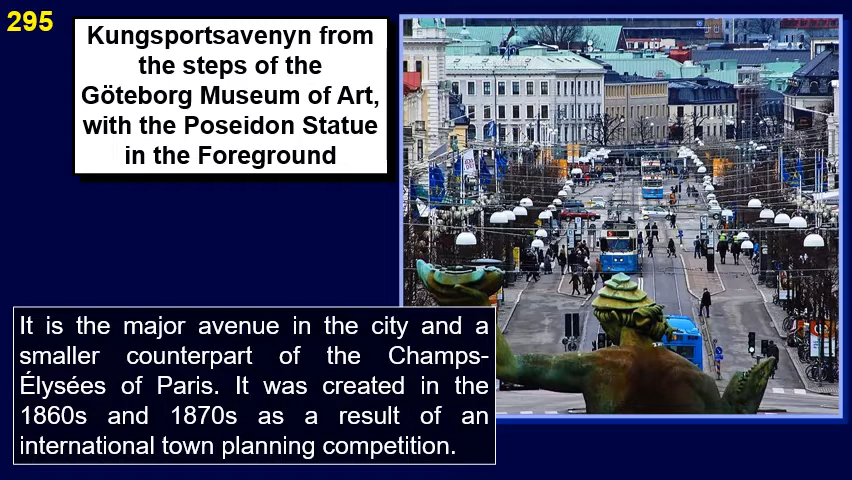 295
Kungsportsavenyn from
the steps of the
Göteborg Museum of Art,
with the Poseidon Statue
in the Foreground
It is the major avenue in the city and a
smaller counterpart of the Champs-
Élysées of Paris. It was created in the
1860s and 1870s as a result of an
international town planning competition.